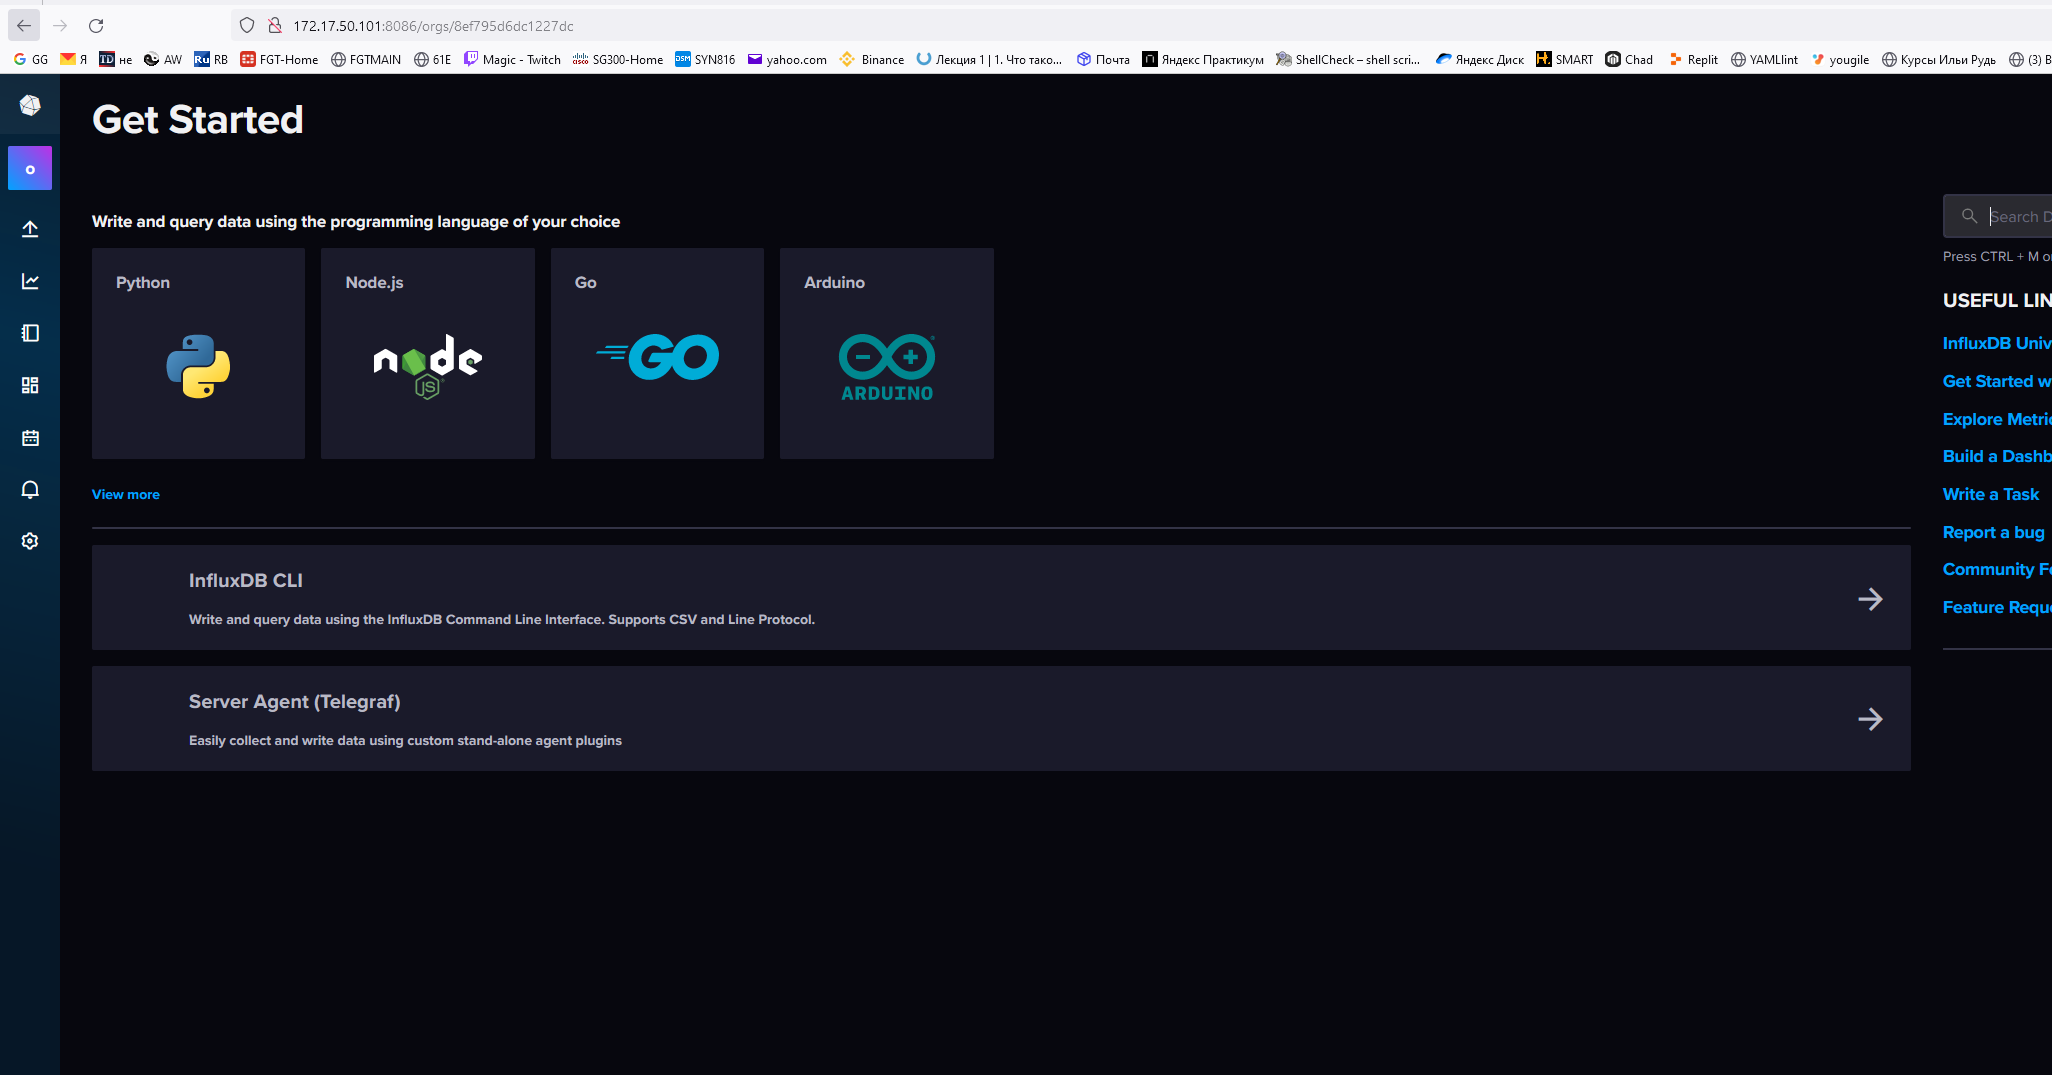 172.17.50.101:8086/orgs/8ef795d6dc1227dc
GG Я не AW RB FGT-Home FGTMAIN 61E Magic - Twitch SG300-Home SYN816 yahoo.com Binance Лекция 1 | 1. Что тако... Почта Яндекс Практикум ShellCheck – shell scri... Яндекс Диск SMART Chad Replit YAMLlint yougile Курсы Ильи Рудь (3) В
Get Started
Write and query data using the programming language of your choice
Search D
Press CTRL + M o
Python Node.js Go Arduino
node
JS
GO
ARDUINO
View more
USEFUL LIN
InfluxDB Univ
Get Started w
Explore Metri
Build a Dashb
Write a Task
Report a bug
Community Fo
Feature Reque
InfluxDB CLI
Write and query data using the InfluxDB Command Line Interface. Supports CSV and Line Protocol.
Server Agent (Telegraf)
Easily collect and write data using custom stand-alone agent plugins